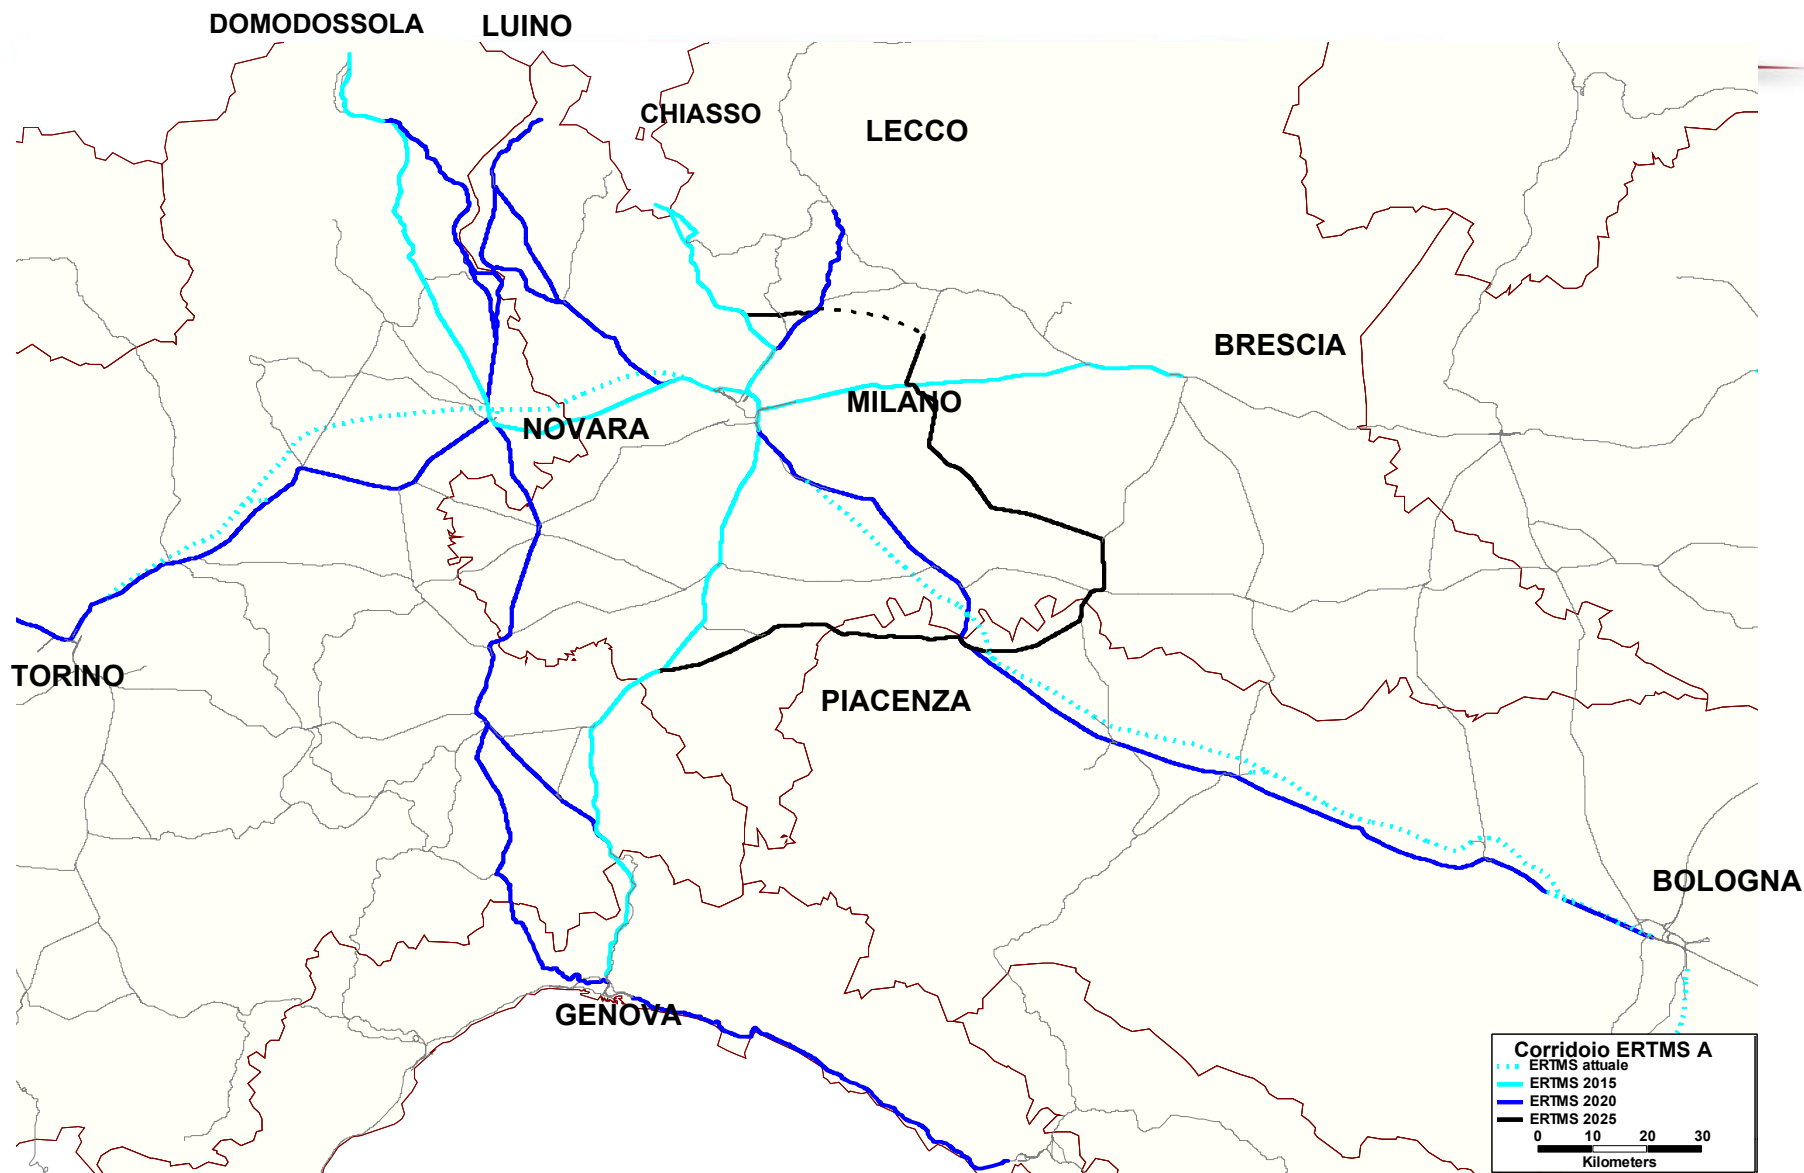 DOMODOSSOLA
LUINO
CHIASSO
LECCO
BRESCIA
MILANO
NOVARA
TORINO
PIACENZA
BOLOGNA
GENOVA
Corridoio ERTMS A
ERTMS attuale
ERTMS 2015
ERTMS 2020
ERTMS 2025
0 10 20 30
Kilometers